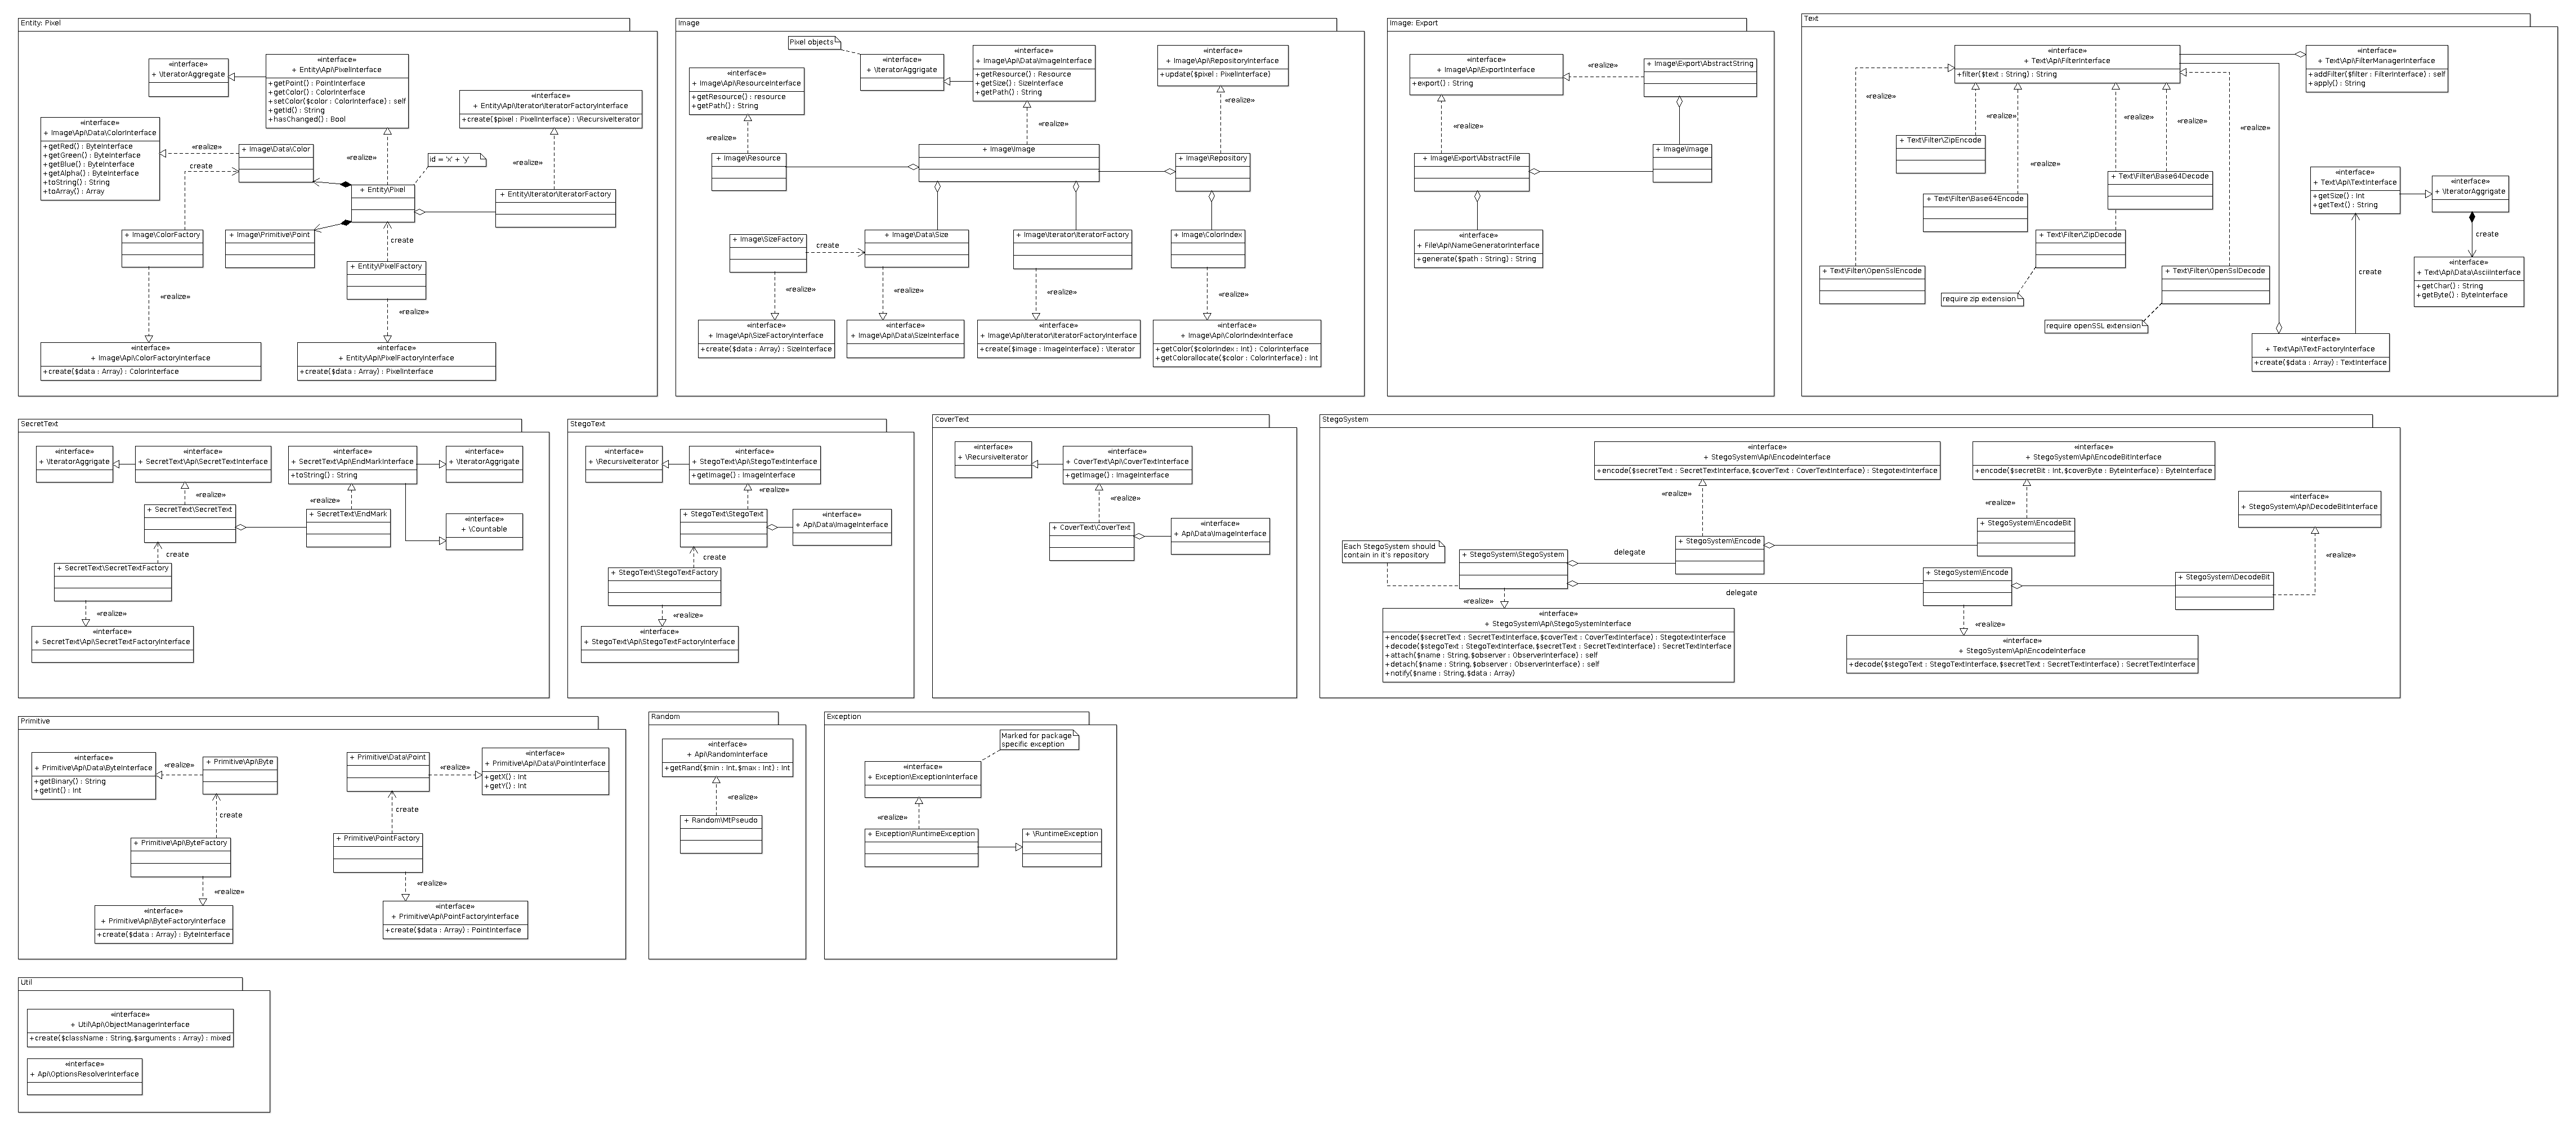 Entity: Pixel
«interface»
+ \IteratorAggregate
«interface»
+ Entity\Api\PixelInterface
+getPoint() : PointInterface
+getColor() : ColorInterface
+setColor($color : ColorInterface) : self
+getId() : String
+hasChanged() : Bool
«interface»
+ Entity\Api\Iterator\IteratorFactoryInterface
+create($pixel : PixelInterface) : \RecursiveIterator
«interface»
+ Image\Api\Data\ColorInterface
+getRed() : ByteInterface
+getGreen() : ByteInterface
+getBlue() : ByteInterface
+getAlpha() : ByteInterface
+toString() : String
+toArray() : Array
«realize»
create
+ Image\Data\Color
«realize»
id = 'x' + 'y'
«realize»
+ Entity\Pixel
+ Entity\Iterator\IteratorFactory
+ Image\ColorFactory
+ Image\Primitive\Point
create
+ Entity\PixelFactory
«realize»
«realize»
«interface»
+ Image\Api\ColorFactoryInterface
+create($data : Array) : ColorInterface
«interface»
+ Entity\Api\PixelFactoryInterface
+create($data : Array) : PixelInterface
Image
Pixel objects
«interface»
+ \IteratorAggregate
«interface»
+ Image\Api\Data\ImageInterface
+getResource() : Resource
+getSize() : SizeInterface
+getPath() : String
«interface»
+ Image\Api\RepositoryInterface
+update($pixel : PixelInterface)
«interface»
+ Image\Api\ResourceInterface
+getResource() : resource
+getPath() : String
«realize»
«realize»
«realize»
+ Image\Resource
+ Image\Image
+ Image\Repository
+ Image\SizeFactory
create
+ Image\Data\Size
+ Image\Iterator\IteratorFactory
+ Image\ColorIndex
«realize»
«realize»
«realize»
«realize»
«interface»
+ Image\Api\SizeFactoryInterface
+create($data : Array) : SizeInterface
«interface»
+ Image\Api\Data\SizeInterface
«interface»
+ Image\Api\Iterator\IteratorFactoryInterface
+create($image : ImageInterface) : \Iterator
«interface»
+ Image\Api\ColorIndexInterface
+getColor($colorIndex : Int) : ColorInterface
+getColorallocate($color : ColorInterface) : Int
Image: Export
«interface»
+ Image\Api\ExportInterface
+export() : String
«realize»
+ Image\Export\AbstractString
«realize»
+ Image\Export\AbstractFile
+ Image\Image
«interface»
+ File\Api\NameGeneratorInterface
+generate($path : String) : String
Text
«interface»
+ Text\Api\FilterInterface
+filter($text : String) : String
«interface»
+ Text\Api\FilterManagerInterface
+addFilter($filter : FilterInterface) : self
+apply() : String
«realize»
«realize»
«realize»
«realize»
«realize»
«realize»
+ Text\Filter\ZipEncode
+ Text\Filter\Base64Encode
+ Text\Filter\Base64Decode
+ Text\Filter\ZipDecode
+ Text\Filter\OpenSslEncode
+ Text\Filter\OpenSslDecode
require zip extension
require openSSL extension
«interface»
+ Text\Api\TextInterface
+getSize() : Int
+getText() : String
«interface»
+ \IteratorAggregate
create
create
«interface»
+ Text\Api\Data\AsciiInterface
+getChar() : String
+getByte() : ByteInterface
«interface»
+ Text\Api\TextFactoryInterface
+create($data : Array) : TextInterface
SecretText
«interface»
+ \IteratorAggregate
«interface»
+ SecretText\Api\SecretTextInterface
«interface»
+ SecretText\Api\EndMarkInterface
+toString() : String
«interface»
+ \IteratorAggregate
«realize»
«realize»
+ SecretText\SecretText
+ SecretText\EndMark
«interface»
+ \Countable
create
+ SecretText\SecretTextFactory
«realize»
«interface»
+ SecretText\Api\SecretTextFactoryInterface
StegoText
«interface»
+ \RecursiveIterator
«interface»
+ StegoText\Api\StegoTextInterface
+getImage() : ImageInterface
«realize»
+ StegoText\StegoText
«interface»
+ Api\Data\ImageInterface
create
+ StegoText\StegoTextFactory
«realize»
«interface»
+ StegoText\Api\StegoTextFactoryInterface
CoverText
«interface»
+ \RecursiveIterator
«interface»
+ CoverText\Api\CoverTextInterface
+getImage() : ImageInterface
«realize»
+ CoverText\CoverText
«interface»
+ Api\Data\ImageInterface
StegoSystem
«interface»
+ StegoSystem\Api\EncodeInterface
+encode($secretText : SecretTextInterface,$coverText : CoverTextInterface) : StegotextInterface
«interface»
+ StegoSystem\Api\EncodeBitInterface
+encode($secretBit : Int,$coverByte : ByteInterface) : ByteInterface
«realize»
«realize»
«interface»
+ StegoSystem\Api\DecodeBitInterface
Each StegoSystem should
contain in it's repository
+ StegoSystem\StegoSystem
delegate
+ StegoSystem\Encode
+ StegoSystem\EncodeBit
«realize»
delegate
+ StegoSystem\Encode
+ StegoSystem\DecodeBit
«realize»
«interface»
+ StegoSystem\Api\StegoSystemInterface
+encode($secretText : SecretTextInterface,$coverText : CoverTextInterface) : StegotextInterface
+decode($stegoText : StegoTextInterface,$secretText : SecretTextInterface) : SecretTextInterface
+attach($name : String,$observer : ObserverInterface) : self
+detach($name : String,$observer : ObserverInterface) : self
+notify($name : String,$data : Array)
«realize»
«interface»
+ StegoSystem\Api\EncodeInterface
+decode($stegoText : StegoTextInterface,$secretText : SecretTextInterface) : SecretTextInterface
Primitive
«interface»
+ Primitive\Api\Data\ByteInterface
+getBinary() : String
+getInt() : Int
«realize»
+ Primitive\Api\Byte
+ Primitive\Data\Point
«realize»
«interface»
+ Primitive\Api\Data\PointInterface
+getX() : Int
+getY() : Int
create
create
+ Primitive\Api\ByteFactory
+ Primitive\PointFactory
«realize»
«realize»
«interface»
+ Primitive\Api\ByteFactoryInterface
+create($data : Array) : ByteInterface
«interface»
+ Primitive\Api\PointFactoryInterface
+create($data : Array) : PointInterface
Random
«interface»
+ Api\RandomInterface
+getRand($min : Int,$max : Int) : Int
«realize»
+ Random\MtPseudo
Exception
Marked for package
specific exception
«interface»
+ Exception\ExceptionInterface
«realize»
+ Exception\RuntimeException
+ \RuntimeException
Util
«interface»
+ Util\Api\ObjectManagerInterface
+create($className : String,$arguments : Array) : mixed
«interface»
+ Api\OptionsResolverInterface